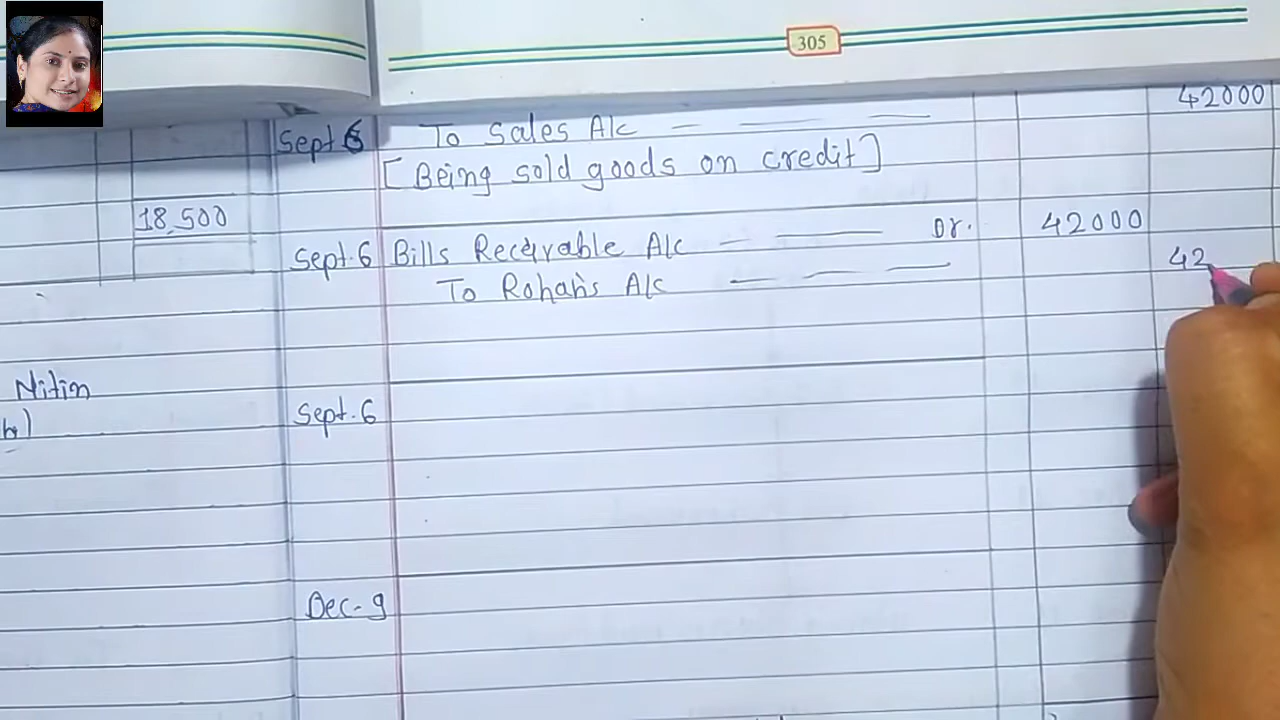 305
42000
Sept 6 To Sales A/c
[Being sold goods on credit]
18,500
Sept. 6 Bills Receivable A/c Dr. 42000
To Rohan's A/c 42
Nitin
Sept. 6
Dec- 9